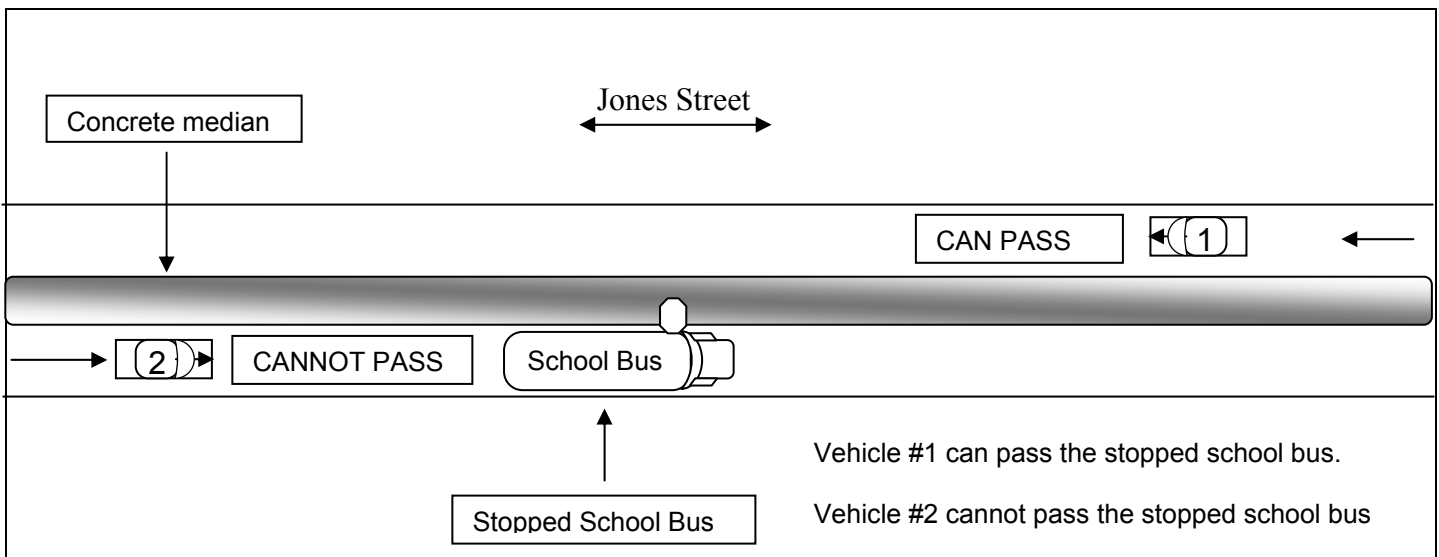 Jones Street
Concrete median
CAN PASS
1
2
CANNOT PASS
School Bus
Vehicle #1 can pass the stopped school bus.
Stopped School Bus
Vehicle #2 cannot pass the stopped school bus